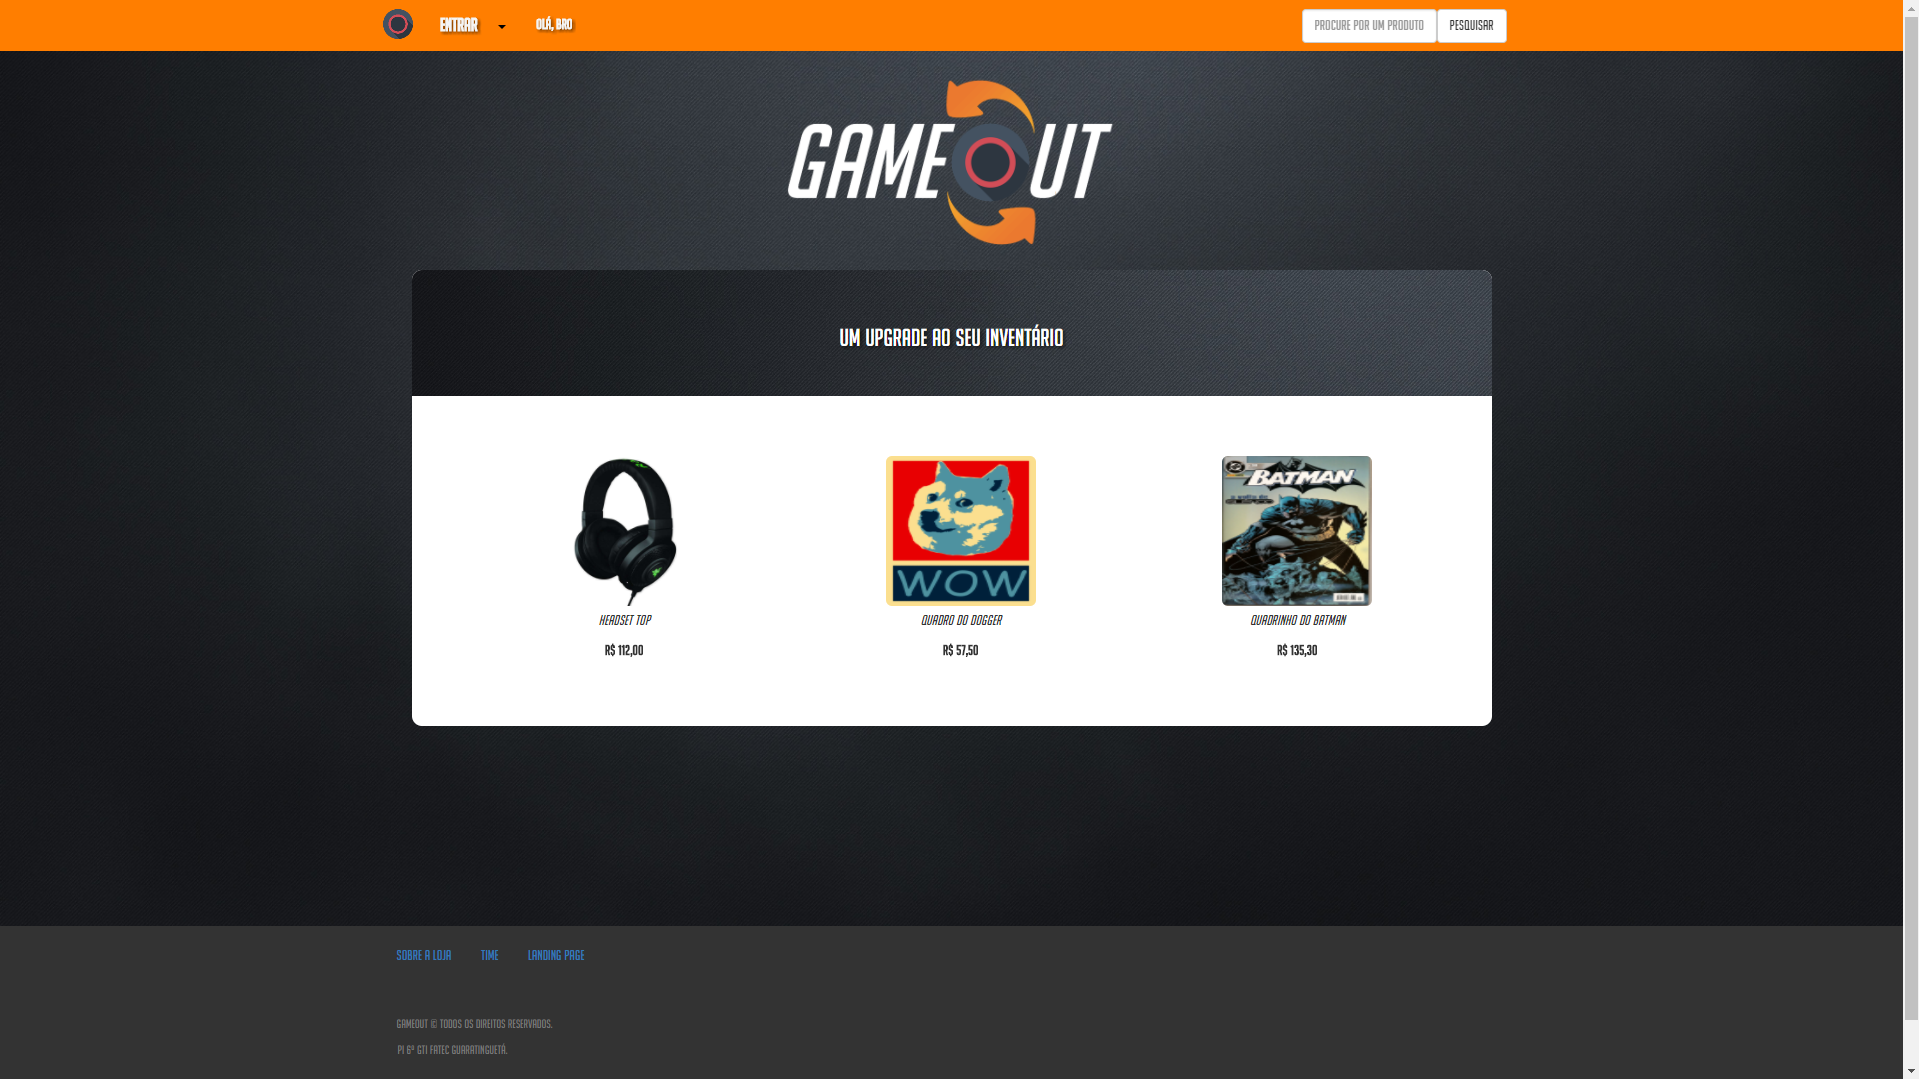 ENTRAR
OLÁ, BRO
PROCURE POR UM PRODUTO
PESQUISAR
GAMEOUT
UM UPGRADE AO SEU INVENTÁRIO
BATMAN
WOW
HEADSET TOP
QUADRO DO DOGGER
QUADRINHO DO BATMAN
R$ 112,00
R$ 57,50
R$ 135,30
SOBRE A LOJA
TIME
LANDING PAGE
GAMEOUT © TODOS OS DIREITOS RESERVADOS.
PI 6º GTI FATEC GUARATINGUETÁ.